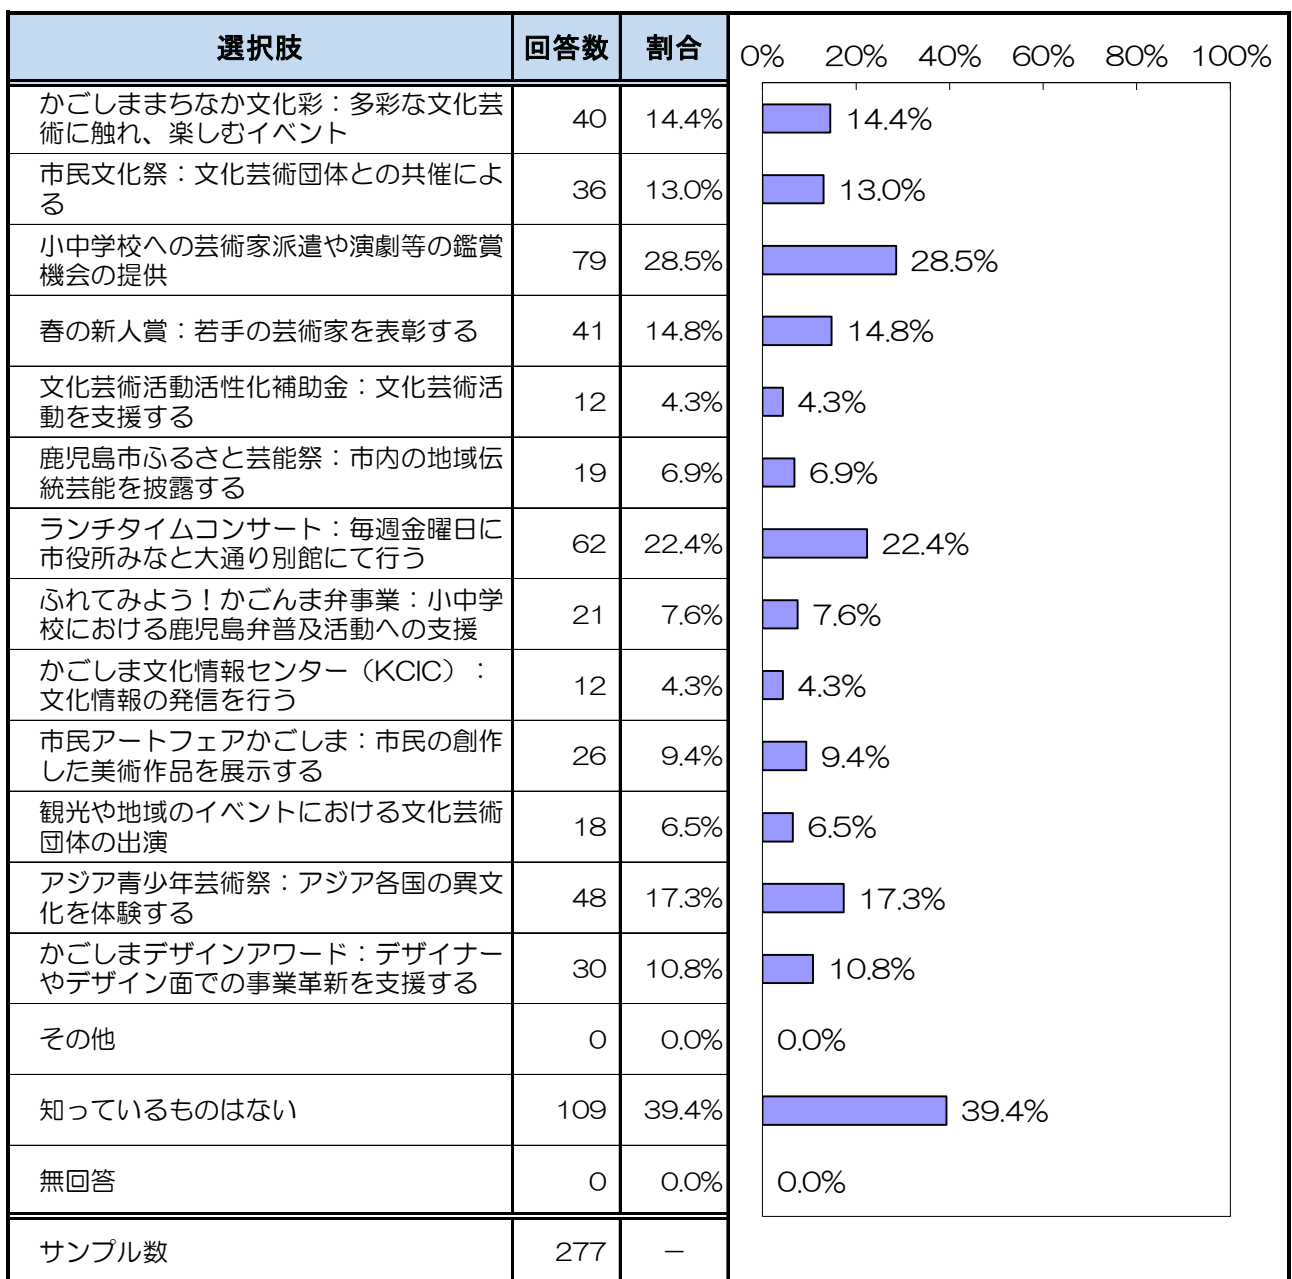 選択肢 回答数 割合 0% 20% 40% 60% 80% 100%
かごしままちなか文化彩：多彩な文化芸
術に触れ、楽しむイベント 40 14.4% 14.4%
市民文化祭：文化芸術団体との共催によ
る 36 13.0% 13.0%
小中学校への芸術家派遣や演劇等の鑑賞
機会の提供 79 28.5% 28.5%
春の新人賞：若手の芸術家を表彰する 41 14.8% 14.8%
文化芸術活動活性化補助金：文化芸術活
動を支援する 12 4.3% 4.3%
鹿児島市ふるさと芸能祭：市内の地域伝
統芸能を披露する 19 6.9% 6.9%
ランチタイムコンサート：毎週金曜日に
市役所みなと大通り別館にて行う 62 22.4% 22.4%
ふれてみよう！かごんま弁事業：小中学
校における鹿児島弁普及活動への支援 21 7.6% 7.6%
かごしま文化情報センター（KCIC）：
文化情報の発信を行う 12 4.3% 4.3%
市民アートフェアかごしま：市民の創作
した美術作品を展示する 26 9.4% 9.4%
観光や地域のイベントにおける文化芸術
団体の出演 18 6.5% 6.5%
アジア青少年芸術祭：アジア各国の異文
化を体験する 48 17.3% 17.3%
かごしまデザインアワード：デザイナー
やデザイン面での事業革新を支援する 30 10.8% 10.8%
その他 0 0.0% 0.0%
知っているものはない 109 39.4% 39.4%
無回答 0 0.0% 0.0%
サンプル数 277 －